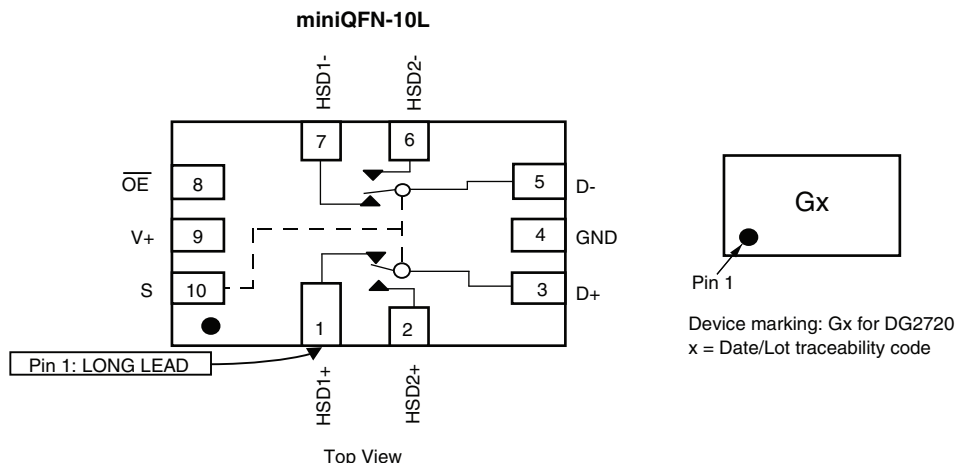 miniQFN-10L
HSD1-
HSD2-
7
6
OE
8
5
D-
V+
9
4
GND
S
10
3
D+
1
2
Pin 1: LONG LEAD
HSD1+
HSD2+
Top View
Gx
Pin 1
Device marking: Gx for DG2720
x = Date/Lot traceability code